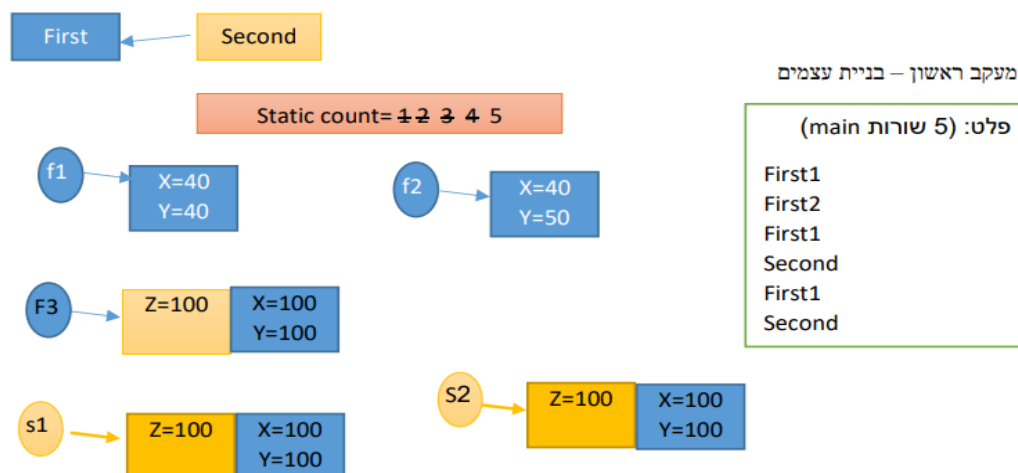 First
Second
מעקב ראשון – בניית עצמים
Static count= 1 2 3 4 5
פלט: (5 שורות main)
First1
First2
First1
Second
First1
Second
f1
X=40
Y=40
f2
X=40
Y=50
F3
Z=100
X=100
Y=100
s1
Z=100
X=100
Y=100
S2
Z=100
X=100
Y=100